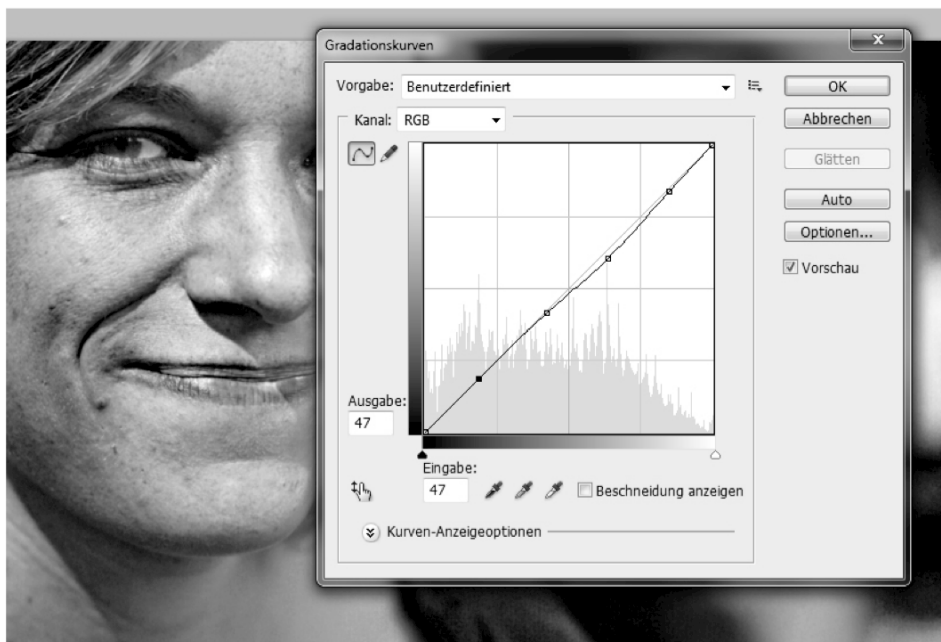 Gradationskurven
Vorgabe: Benutzerdefiniert
OK
Kanal: RGB
Abbrechen
Glätten
Auto
Optionen...
Vorschau
Ausgabe:
47
Eingabe:
47
Beschneidung anzeigen
Kurven-Anzeigeoptionen